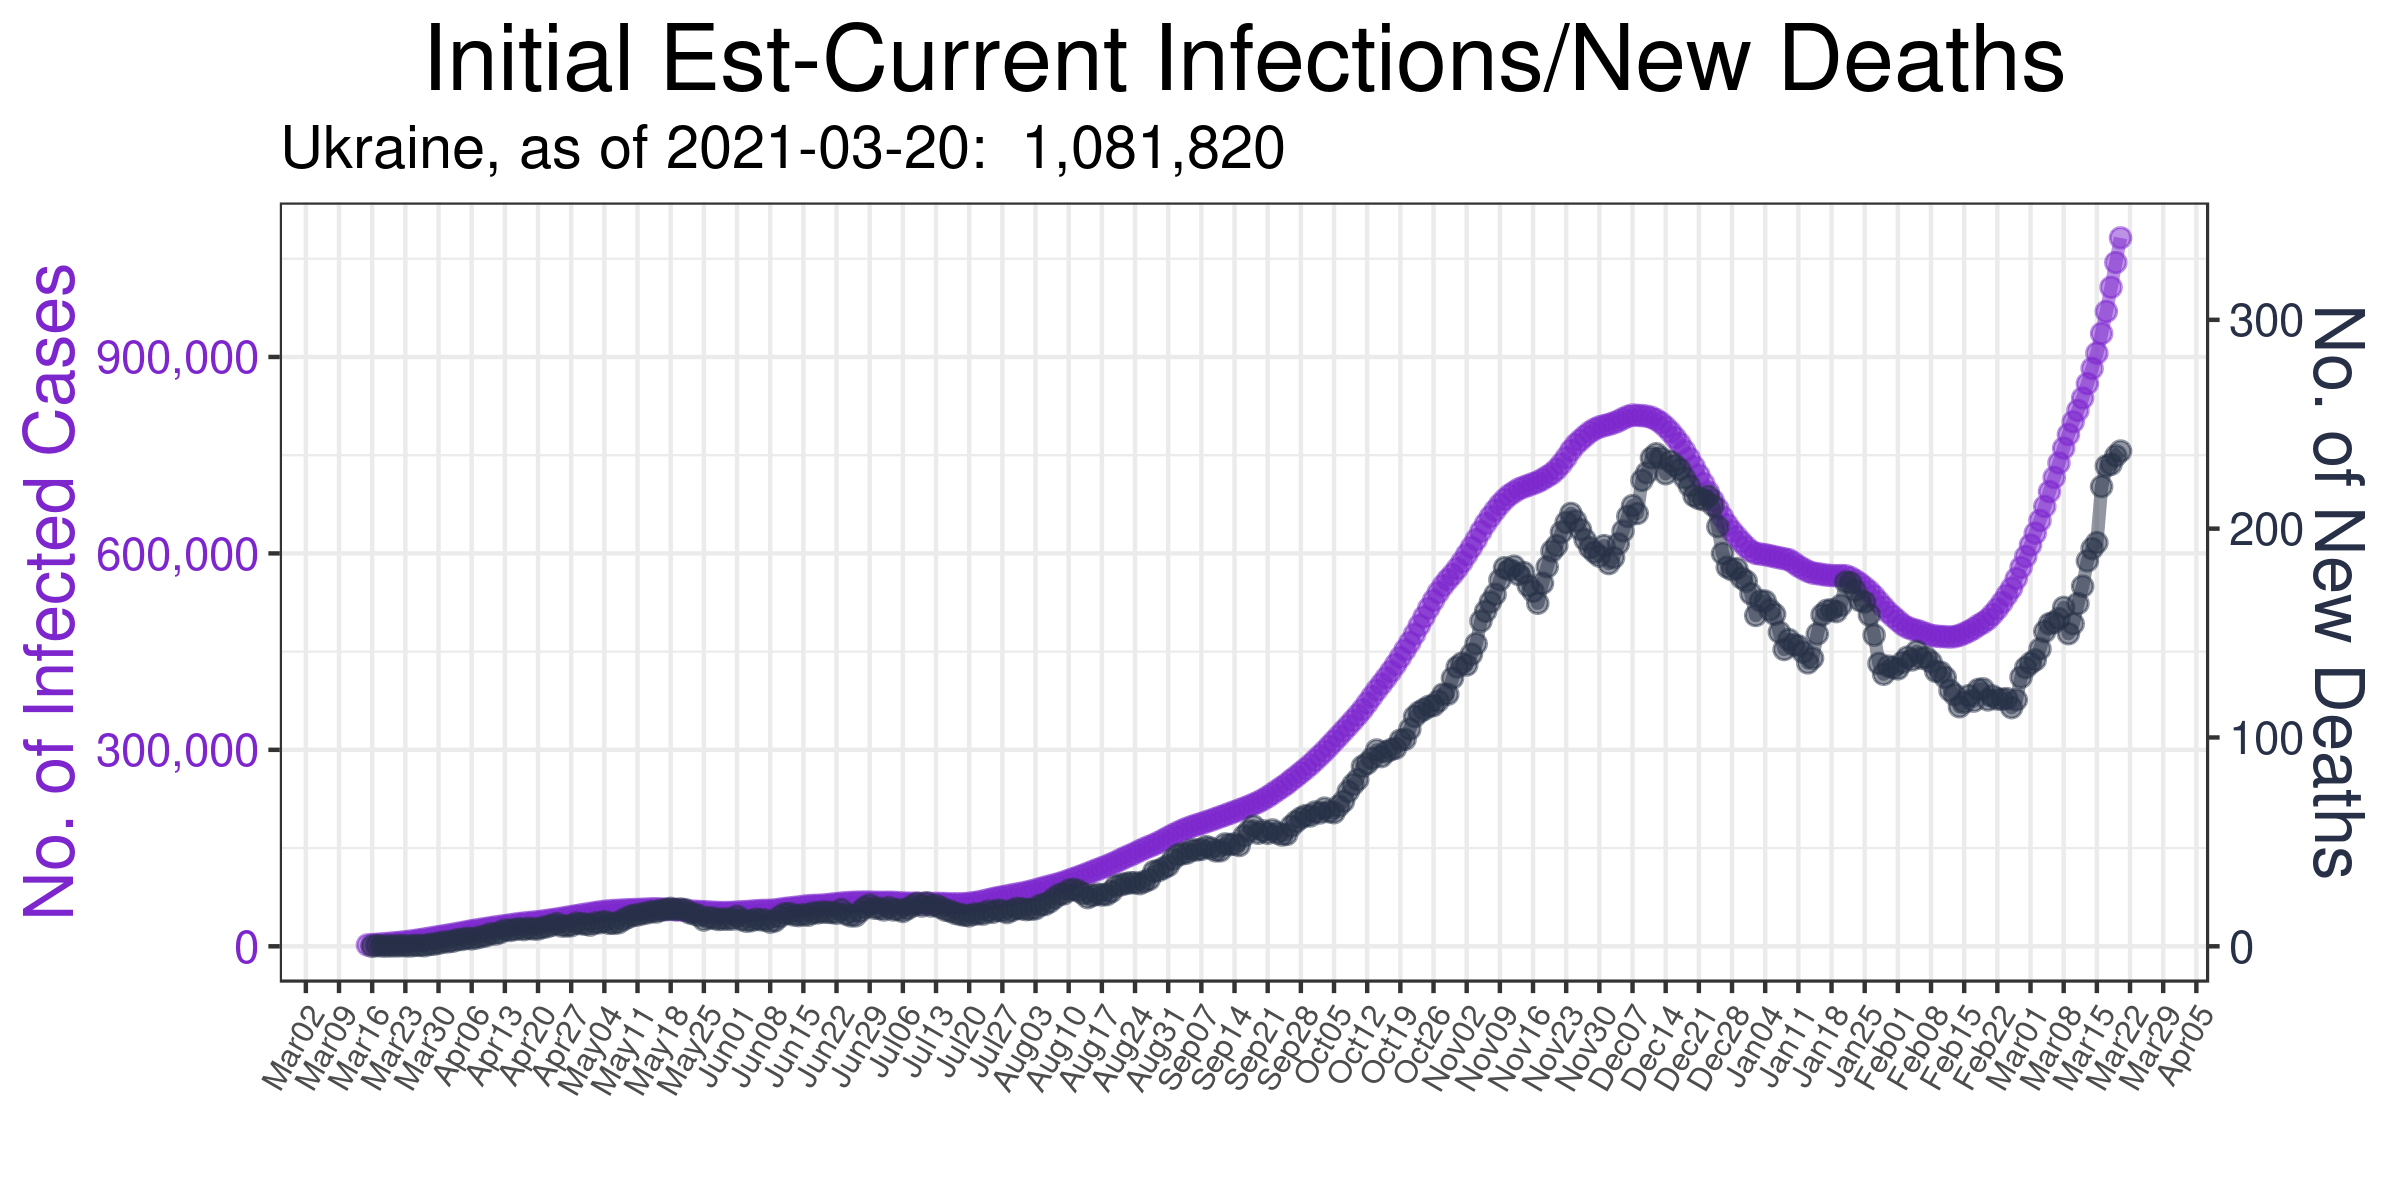 Initial Est-Current Infections/New Deaths
Ukraine, as of 2021-03-20:  1,081,820
No. of Infected Cases
900,000
600,000
300,000
0
300
200
100
0
No. of New Deaths
Mar02
Mar09
Mar16
Mar23
Mar30
Apr06
Apr13
Apr20
Apr27
May04
May11
May18
May25
Jun01
Jun08
Jun15
Jun22
Jun29
Jul06
Jul13
Jul20
Jul27
Aug03
Aug10
Aug17
Aug24
Aug31
Sep07
Sep14
Sep21
Sep28
Oct05
Oct12
Oct19
Oct26
Nov02
Nov09
Nov16
Nov23
Nov30
Dec07
Dec14
Dec21
Dec28
Jan04
Jan11
Jan18
Jan25
Feb01
Feb08
Feb15
Feb22
Mar01
Mar08
Mar15
Mar22
Mar29
Apr05